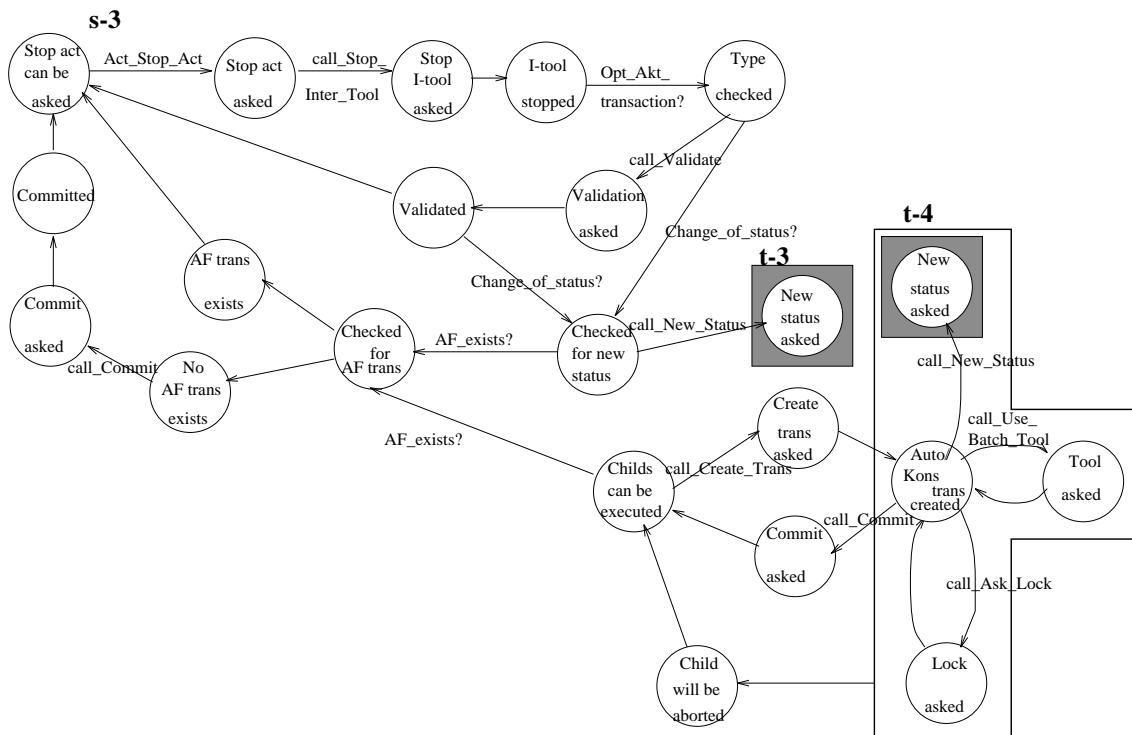 s-3
Stop act
can be
asked
Act_Stop_Act
Stop act
asked
call_Stop_
Inter_Tool
Stop
I-tool
asked
I-tool
stopped
Opt_Akt_
transaction?
Type
checked
call_Validate
Committed
Validated
Validation
asked
Change_of_status?
t-4
New
status
asked
t-3
AF trans
exists
Change_of_status?
New
status
asked
Commit
asked
Checked
for
AF trans
AF_exists?
Checked
for new
status
call_New_Status
call_New_Status
call_Commit
No
AF trans
exists
AF_exists?
Create
trans
asked
call_Use_
Batch_Tool
Childs
can be
executed
call_Create_Trans
Auto
Kons
trans
created
Tool
asked
call_Commit
Commit
asked
call_Ask_Lock
Child
will be
aborted
Lock
asked